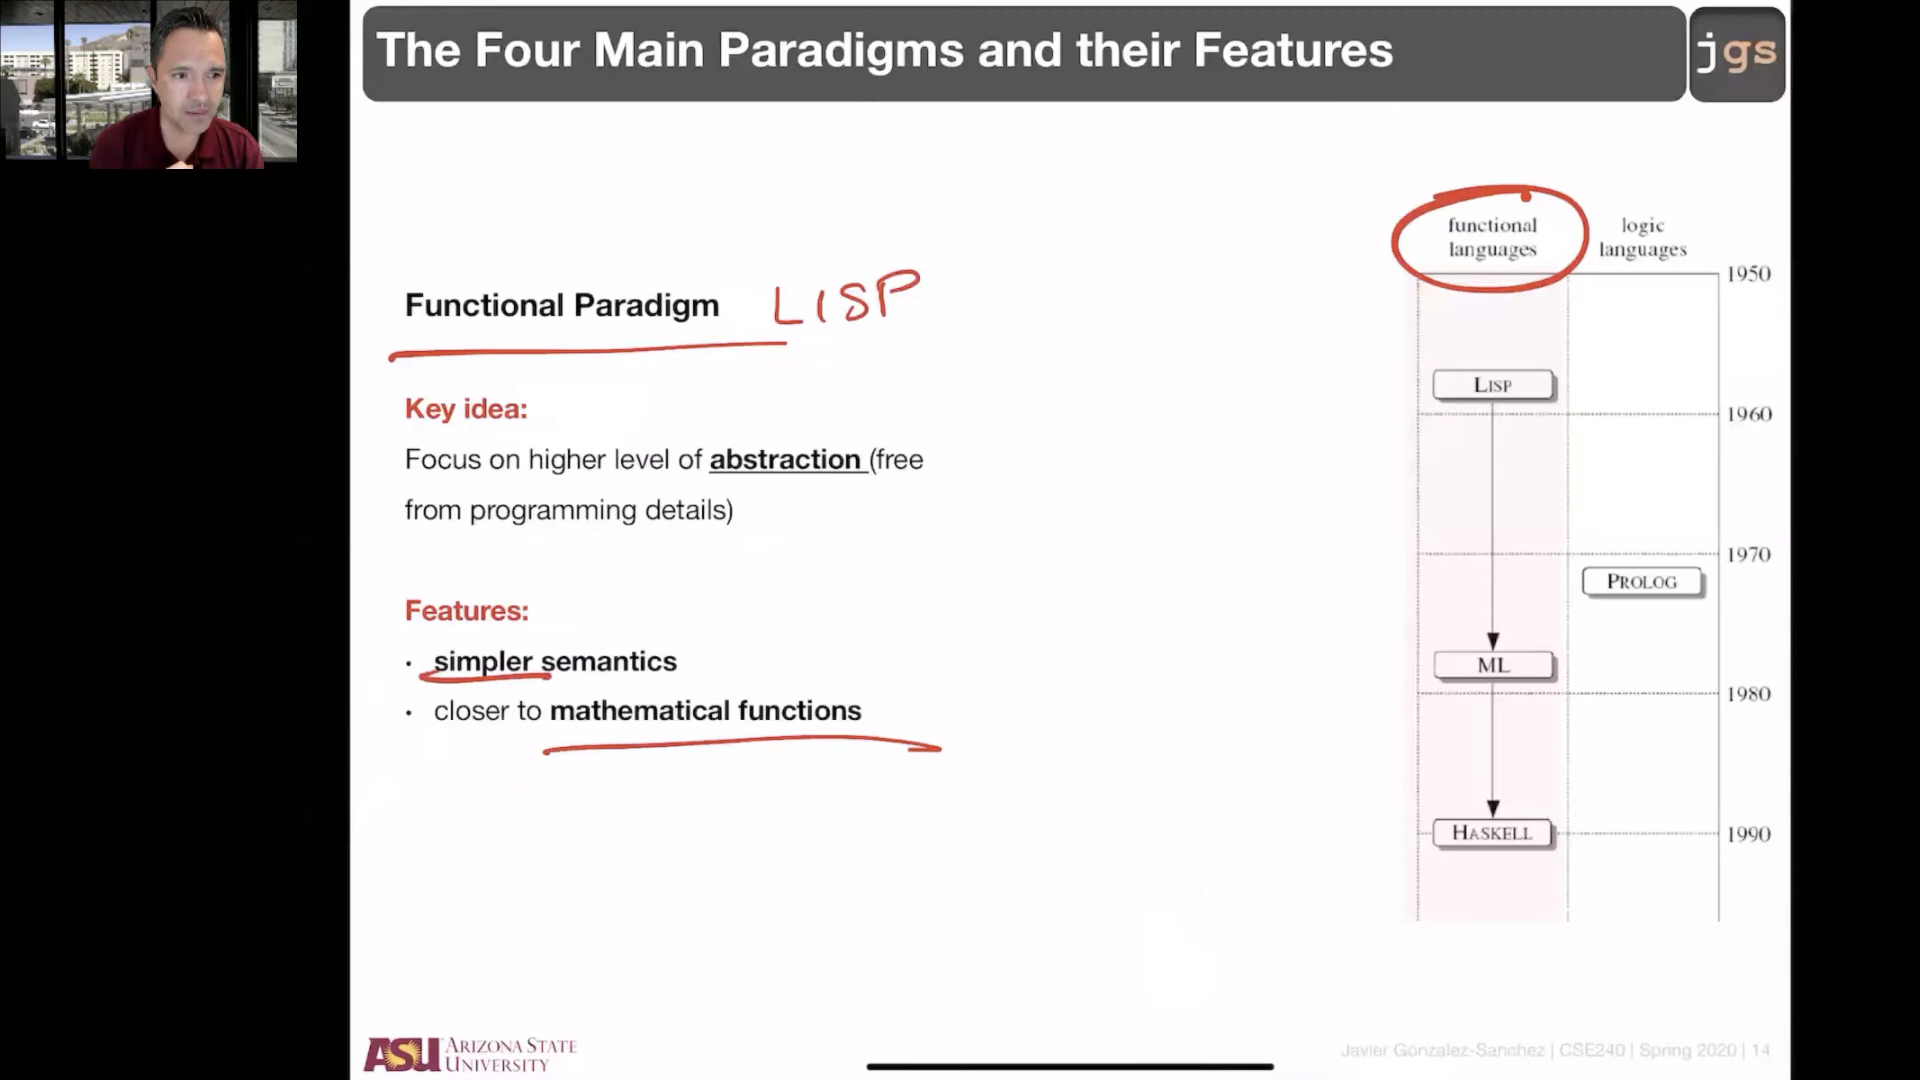 The Four Main Paradigms and their Features
jgs
Functional Paradigm LISP
Key idea:
Focus on higher level of abstraction (free
from programming details)
Features:
· simpler semantics
· closer to mathematical functions
functional
languages
logic
languages
1950
LISP
1960
1970
PROLOG
ML
1980
HASKELL
1990
ASU ARIZONA STATE
UNIVERSITY
Javier Gonzalez-Sanchez | CSE240 | Spring 2020 | 14